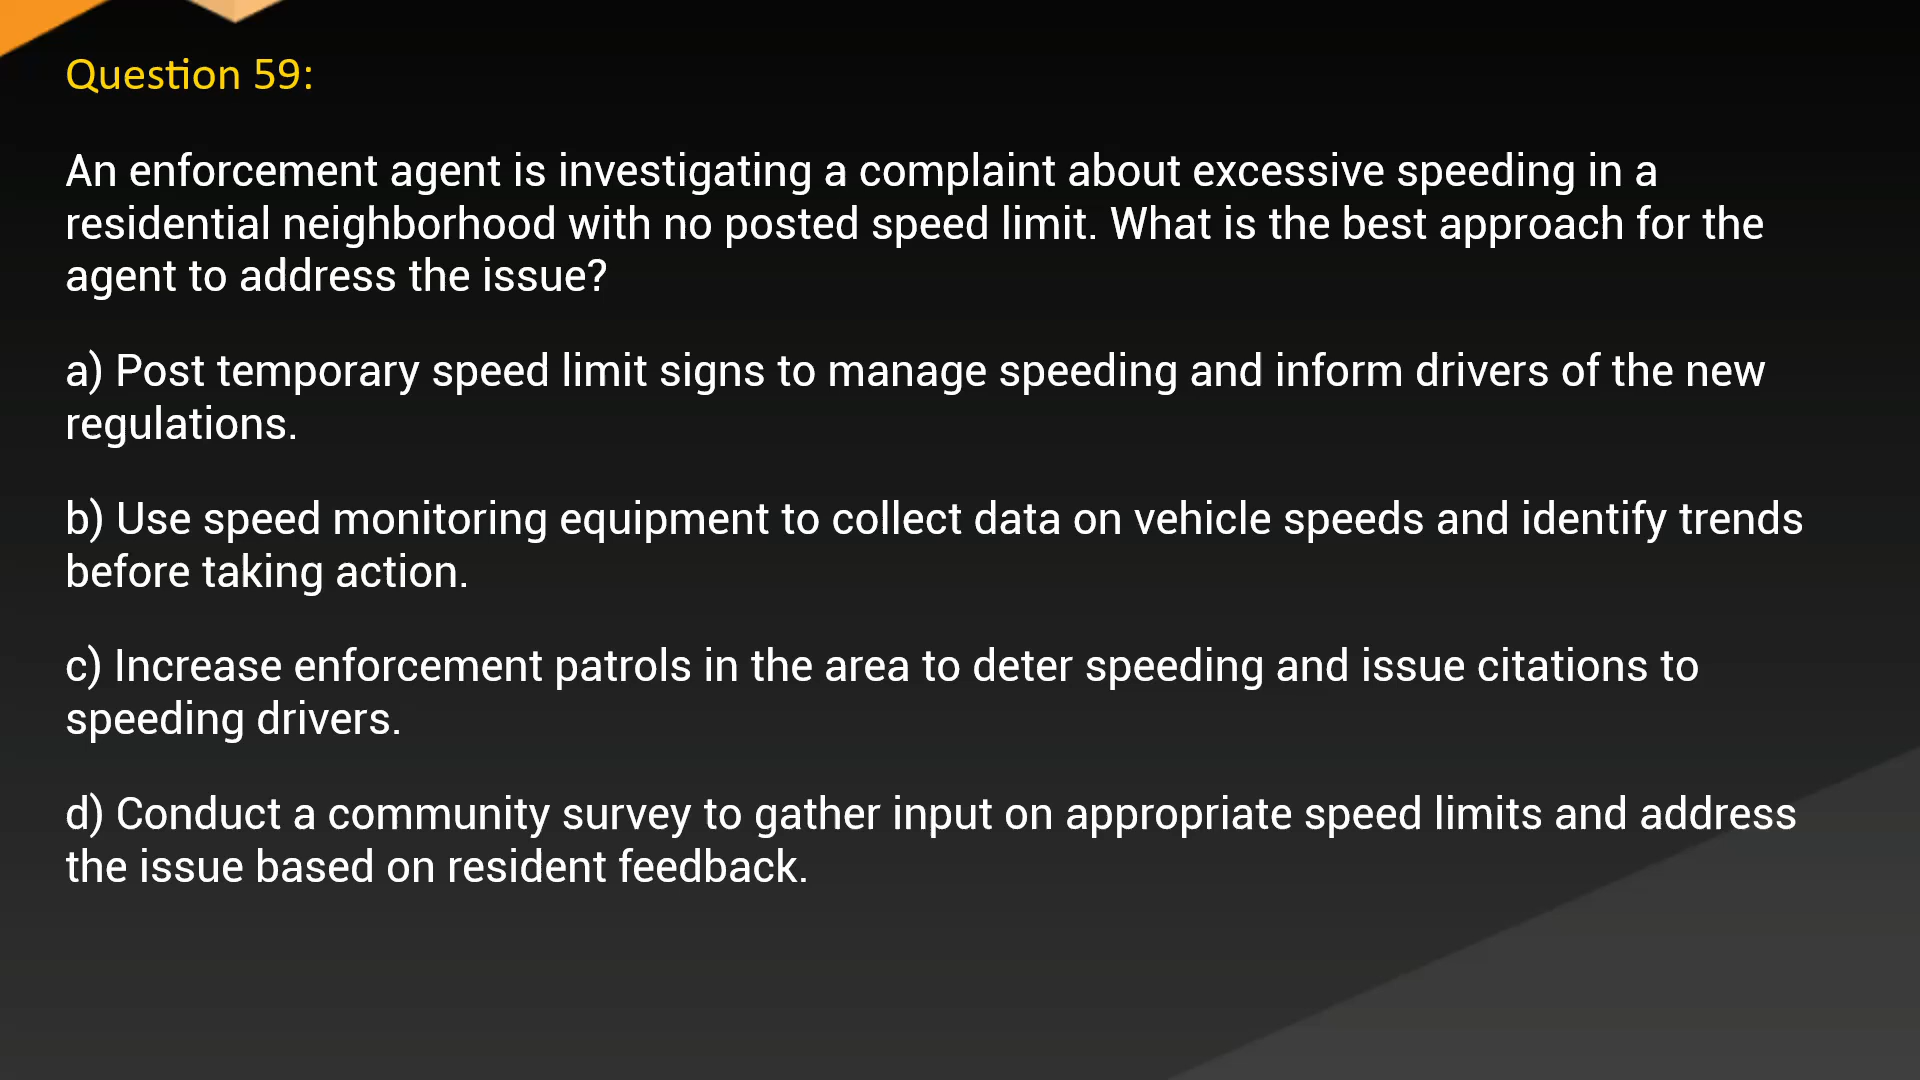 Question 59:
An enforcement agent is investigating a complaint about excessive speeding in a
residential neighborhood with no posted speed limit. What is the best approach for the
agent to address the issue?
a) Post temporary speed limit signs to manage speeding and inform drivers of the new
regulations.
b) Use speed monitoring equipment to collect data on vehicle speeds and identify trends
before taking action.
c) Increase enforcement patrols in the area to deter speeding and issue citations to
speeding drivers.
d) Conduct a community survey to gather input on appropriate speed limits and address
the issue based on resident feedback.